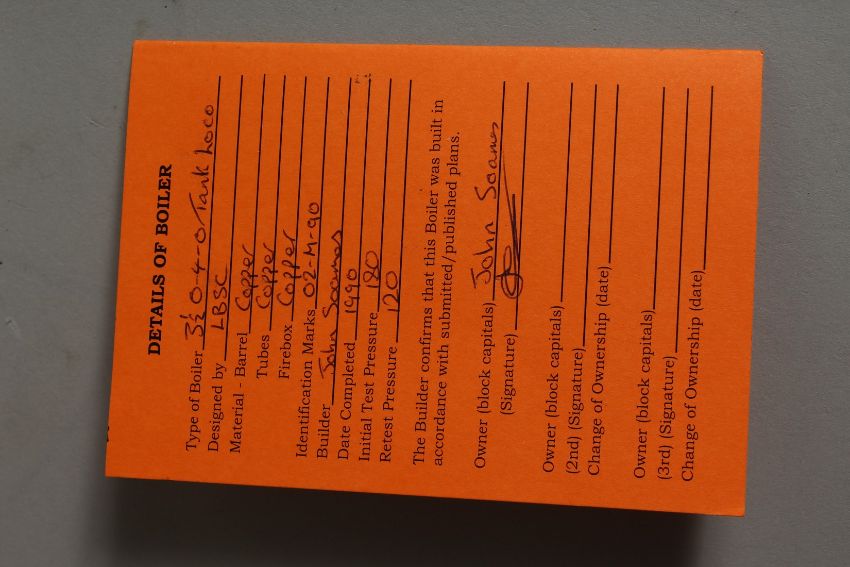 DETAILS OF BOILER
Type of Boiler 3½ 0-4-0 Tank Loco
Designed by LBSC
Material - Barrel Copper
Tubes Copper
Firebox Copper
Identification Marks 02-M-90
Builder John Soames
Date Completed 1990
Initial Test Pressure 180
Retest Pressure 120
The Builder confirms that this Boiler was built in
accordance with submitted/published plans.
Owner (block capitals) John Soames
(Signature)
Owner (block capitals)
(2nd) (Signature)
Change of Ownership (date)
Owner (block capitals)
(3rd) (Signature)
Change of Ownership (date)